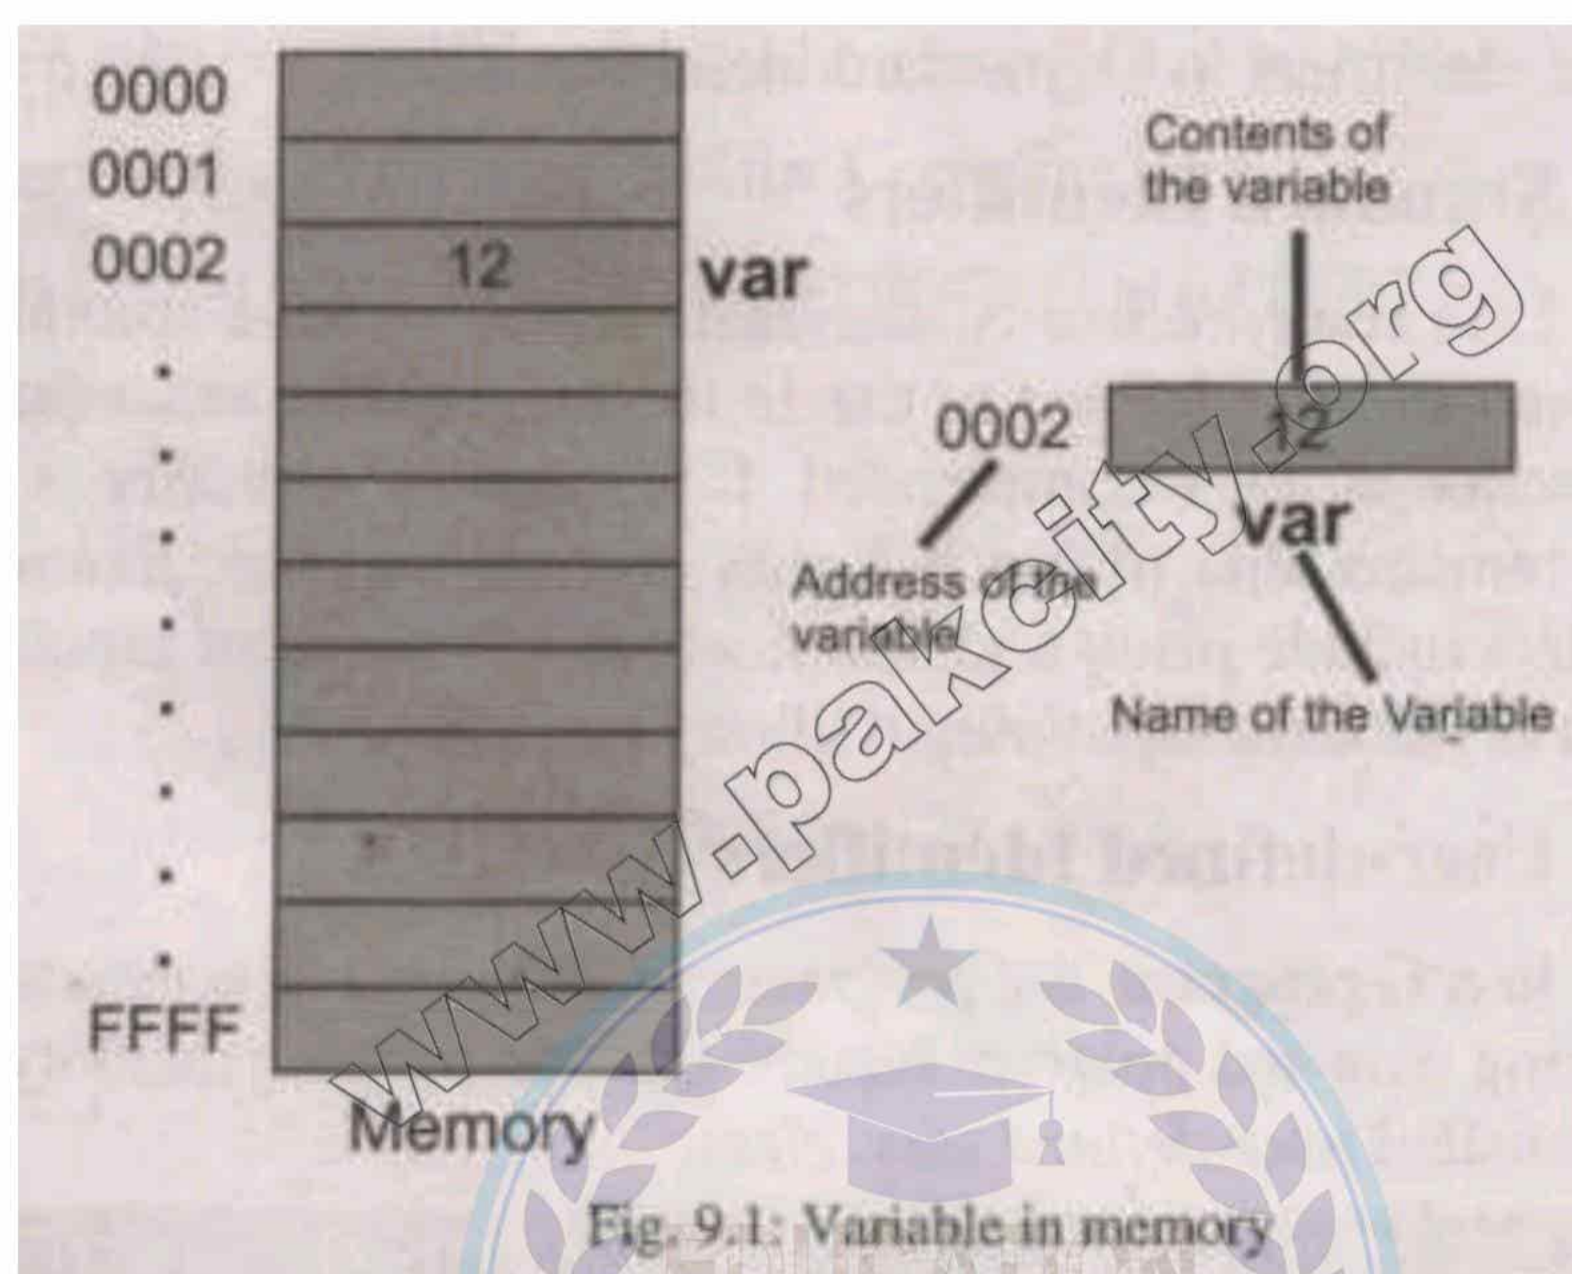 0000
0001
0002 12 var
FFFF
Memory
Contents of
the variable
0002 12
var
Address of the
variable
Name of the Variable
www.pakcity.org
Fig. 9.1: Variable in memory
EDUCATION